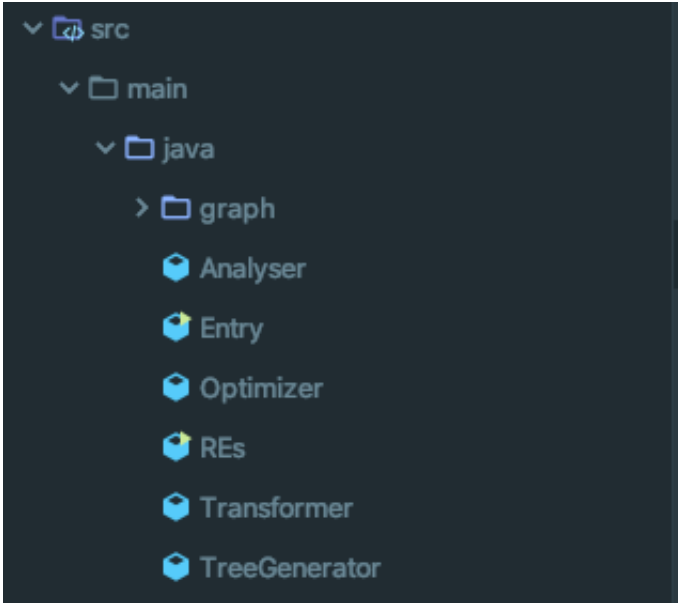 src
main
java
graph
Analyser
Entry
Optimizer
REs
Transformer
TreeGenerator